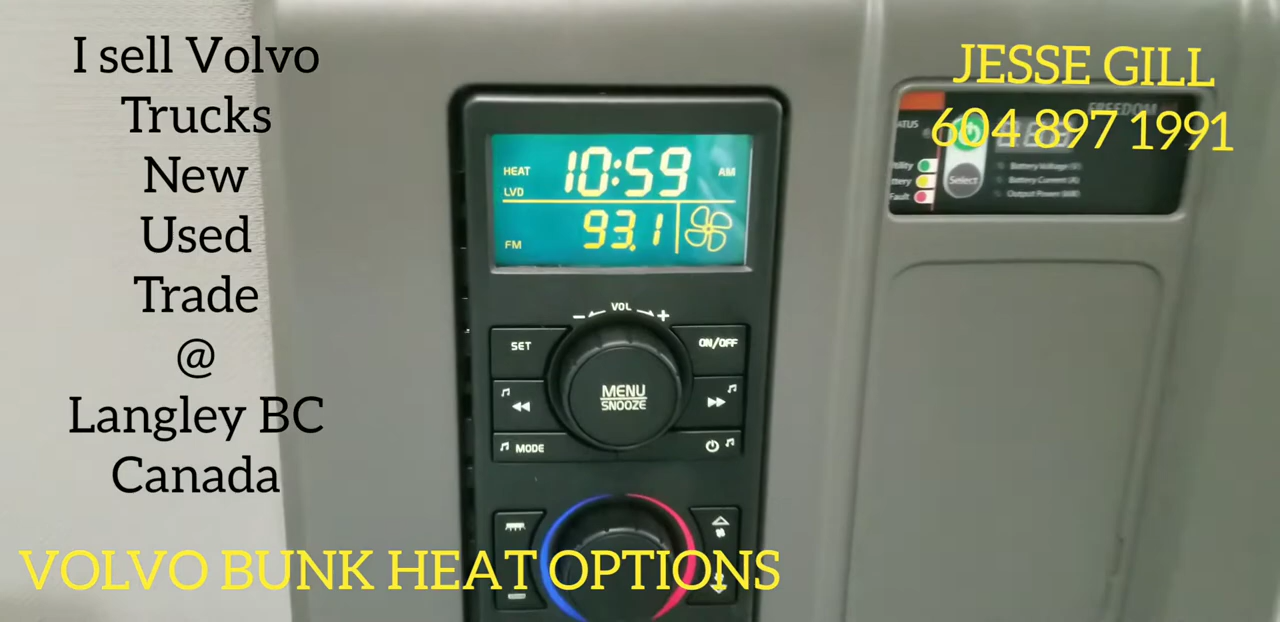 I sell Volvo
Trucks
New
Used
Trade
@
Langley BC
Canada
JESSE GILL
604 897 1991
FREEDOM
Select
Battery Voltage (V)
Battery Current (A)
Output Power (kW)
Fault
HEAT 10:59 AM
LVD
FM 93.1
VOL
- +
SET ON/OFF
MENU
SNOOZE
MODE
VOLVO BUNK HEAT OPTIONS